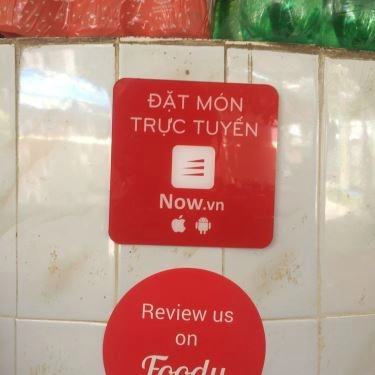 ĐẶT MÓN
TRỰC TUYẾN
Now.vn
Review us
on
Foody